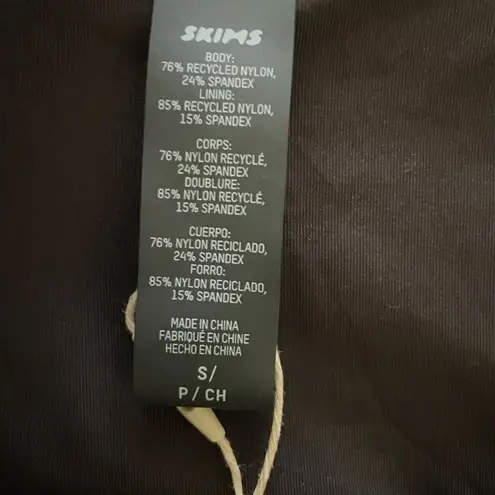 SKIMS
BODY:
76% RECYCLED NYLON,
24% SPANDEX
LINING:
85% RECYCLED NYLON,
15% SPANDEX
CORPS:
76% NYLON RECYCLÉ,
24% SPANDEX
DOUBLURE:
85% NYLON RECYCLÉ,
15% SPANDEX
CUERPO:
76% NYLON RECICLADO,
24% SPANDEX
FORRO:
85% NYLON RECICLADO,
15% SPANDEX
MADE IN CHINA
FABRIQUÉ EN CHINE
HECHO EN CHINA
S/
P / CH